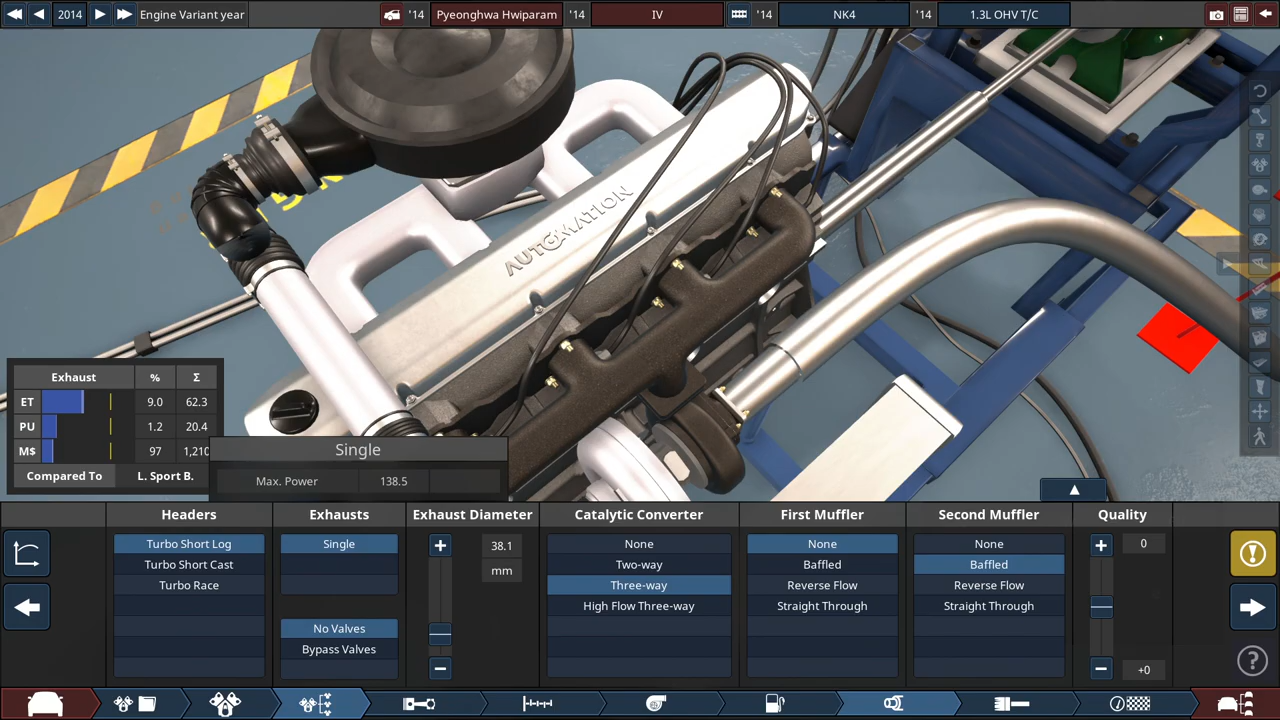 2014 Engine Variant year '14 Pyeonghwa Hwiparam '14 IV '14 NK4 '14 1.3L OHV T/C
AUTOMATION
Exhaust % Σ
ET 9.0 62.3
PU 1.2 20.4
M$ 97 1,210
Compared To L. Sport B.
Single
Max. Power 138.5
Headers
Turbo Short Log
Turbo Short Cast
Turbo Race
Exhausts
Single
No Valves
Bypass Valves
Exhaust Diameter
+ 38.1
mm
−
Catalytic Converter
None
Two-way
Three-way
High Flow Three-way
First Muffler
None
Baffled
Reverse Flow
Straight Through
Second Muffler
None
Baffled
Reverse Flow
Straight Through
Quality
+ 0
− +0
?